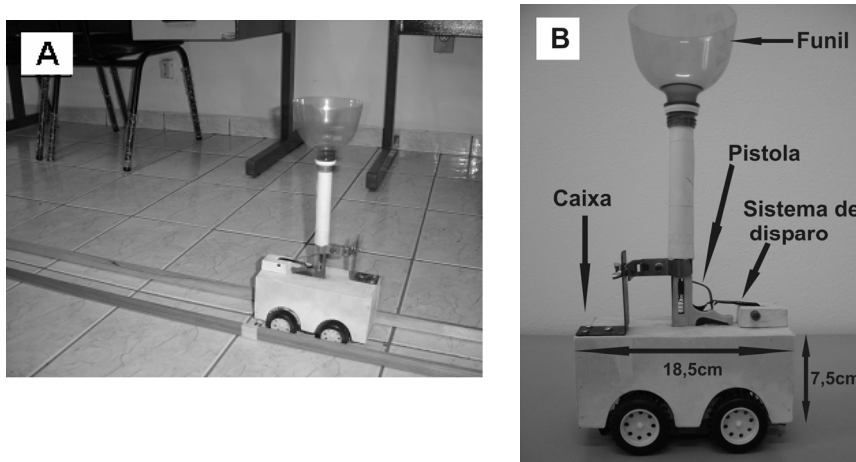 A
B
Funil
Pistola
Caixa
Sistema de
disparo
18,5cm
7,5cm